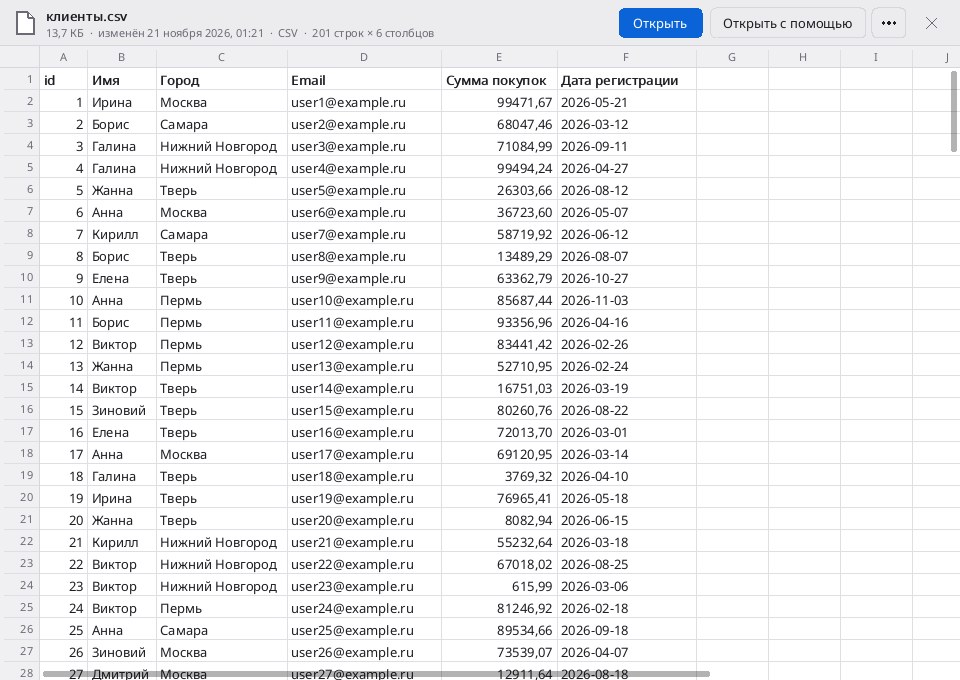 клиенты.csv
13,7 КБ · изменён 21 ноября 2026, 01:21 · CSV · 201 строк × 6 столбцов
Открыть
Открыть с помощью
•••
A B C D E F G H I J
1 id Имя Город Email Сумма покупок Дата регистрации
2 1 Ирина Москва user1@example.ru 99471,67 2026-05-21
3 2 Борис Самара user2@example.ru 68047,46 2026-03-12
4 3 Галина Нижний Новгород user3@example.ru 71084,99 2026-09-11
5 4 Галина Нижний Новгород user4@example.ru 99494,24 2026-04-27
6 5 Жанна Тверь user5@example.ru 26303,66 2026-08-12
7 6 Анна Москва user6@example.ru 36723,60 2026-05-07
8 7 Кирилл Самара user7@example.ru 58719,92 2026-06-12
9 8 Борис Тверь user8@example.ru 13489,29 2026-08-07
10 9 Елена Тверь user9@example.ru 63362,79 2026-10-27
11 10 Анна Пермь user10@example.ru 85687,44 2026-11-03
12 11 Борис Пермь user11@example.ru 93356,96 2026-04-16
13 12 Виктор Пермь user12@example.ru 83441,42 2026-02-26
14 13 Жанна Пермь user13@example.ru 52710,95 2026-02-24
15 14 Виктор Тверь user14@example.ru 16751,03 2026-03-19
16 15 Зиновий Тверь user15@example.ru 80260,76 2026-08-22
17 16 Елена Тверь user16@example.ru 72013,70 2026-03-01
18 17 Анна Москва user17@example.ru 69120,95 2026-03-14
19 18 Галина Тверь user18@example.ru 3769,32 2026-04-10
20 19 Ирина Тверь user19@example.ru 76965,41 2026-05-18
21 20 Жанна Тверь user20@example.ru 8082,94 2026-06-15
22 21 Кирилл Нижний Новгород user21@example.ru 55232,64 2026-03-18
23 22 Виктор Нижний Новгород user22@example.ru 67018,02 2026-08-25
24 23 Виктор Нижний Новгород user23@example.ru 615,99 2026-03-06
25 24 Виктор Пермь user24@example.ru 81246,92 2026-02-18
26 25 Анна Самара user25@example.ru 89534,66 2026-09-18
27 26 Зиновий Москва user26@example.ru 73539,07 2026-04-07
28 27 Дмитрий Москва user27@example.ru 12911,64 2026-08-18